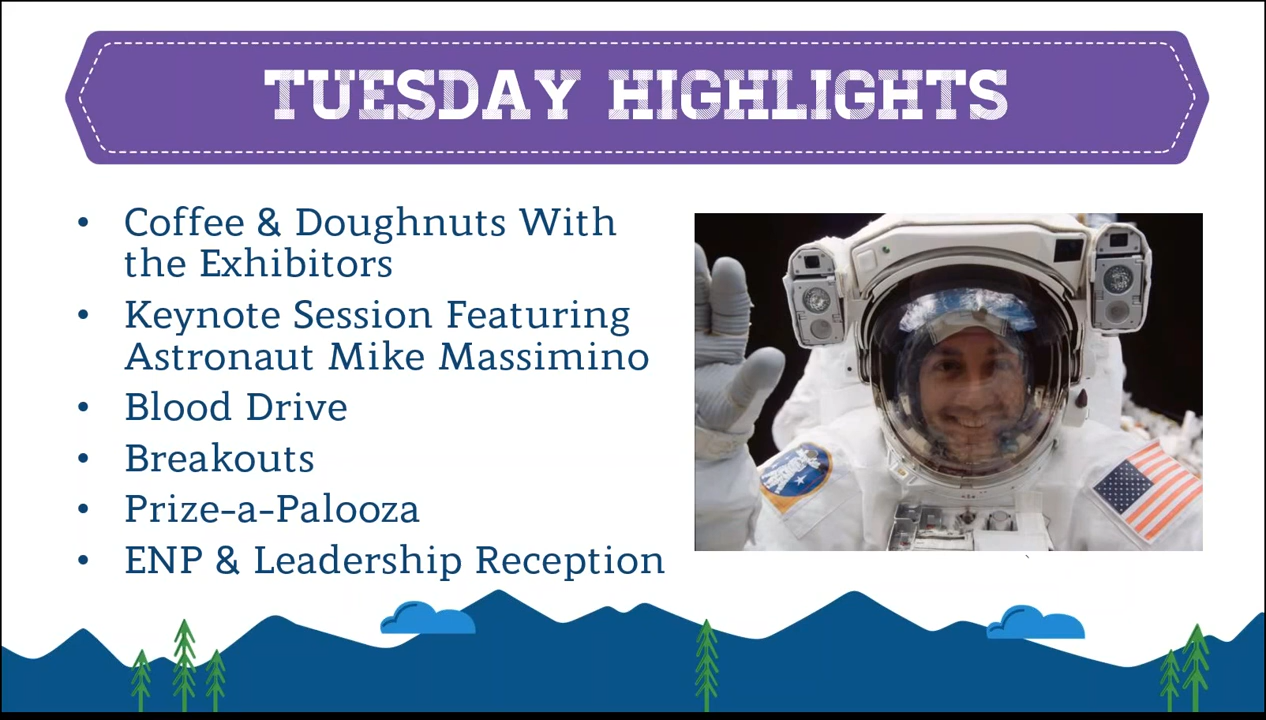 TUESDAY HIGHLIGHTS
• Coffee & Doughnuts With
the Exhibitors
• Keynote Session Featuring
Astronaut Mike Massimino
• Blood Drive
• Breakouts
• Prize-a-Palooza
• ENP & Leadership Reception